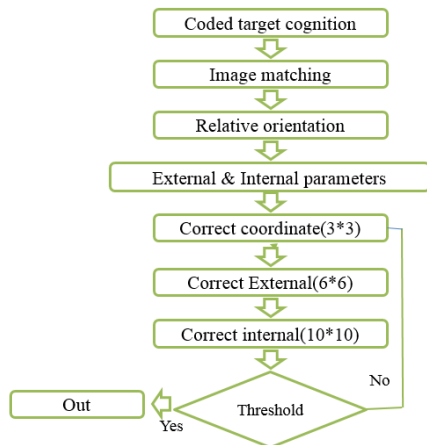 Coded target cognition
Image matching
Relative orientation
External & Internal parameters
Correct coordinate(3*3)
Correct External(6*6)
Correct internal(10*10)
No
Out
Threshold
Yes